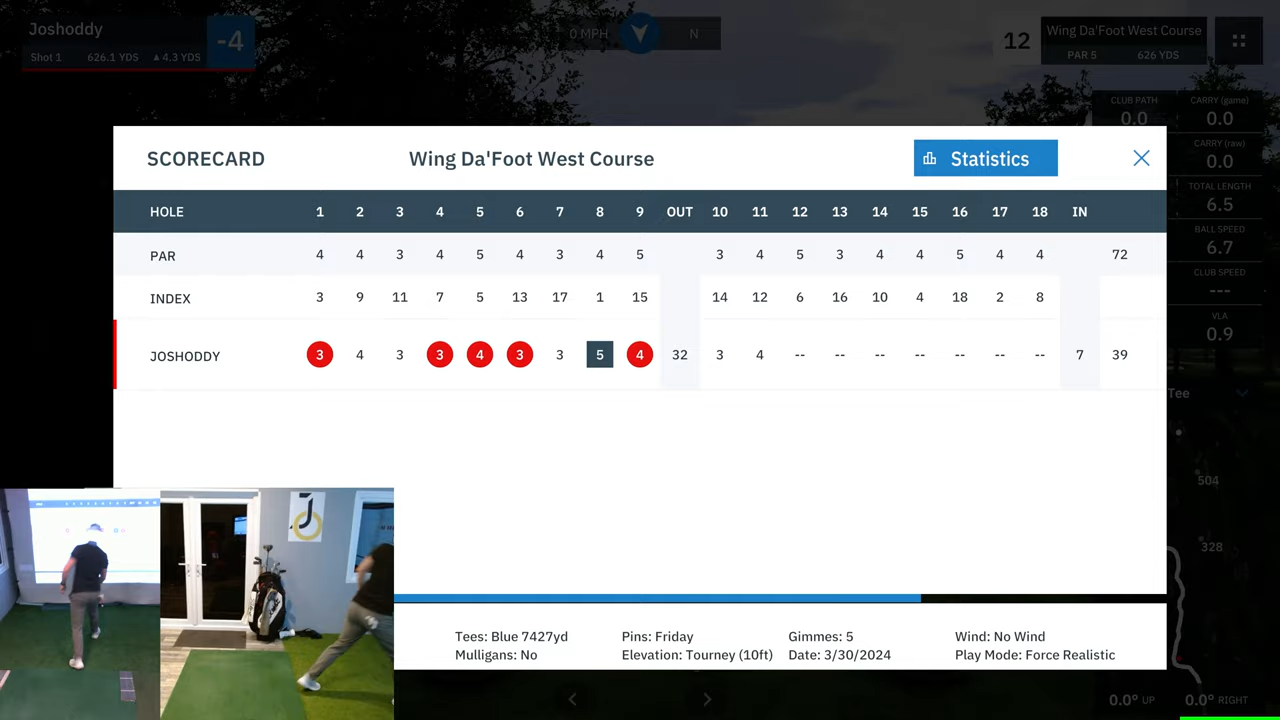 Joshoddy
-4
Shot 1 626.1 YDS ▲4.3 YDS
0 MPH N
12
Wing Da'Foot West Course
PAR 5 626 YDS
CLUB PATH
0.0
CARRY (game)
0.0
CARRY (raw)
0.0
TOTAL LENGTH
6.5
BALL SPEED
6.7
CLUB SPEED
---
VLA
0.9
SCORECARD
Wing Da'Foot West Course
Statistics
HOLE 1 2 3 4 5 6 7 8 9 OUT 10 11 12 13 14 15 16 17 18 IN
PAR 4 4 3 4 5 4 3 4 5 3 4 5 3 4 4 5 4 4 72
INDEX 3 9 11 7 5 13 17 1 15 14 12 6 16 10 4 18 2 8
JOSHODDY 3 4 3 3 4 3 3 5 4 32 3 4 -- -- -- -- -- -- -- 7 39
Tee
504
328
Tees: Blue 7427yd Pins: Friday Gimmes: 5 Wind: No Wind
Mulligans: No Elevation: Tourney (10ft) Date: 3/30/2024 Play Mode: Force Realistic
0.0° UP 0.0° RIGHT